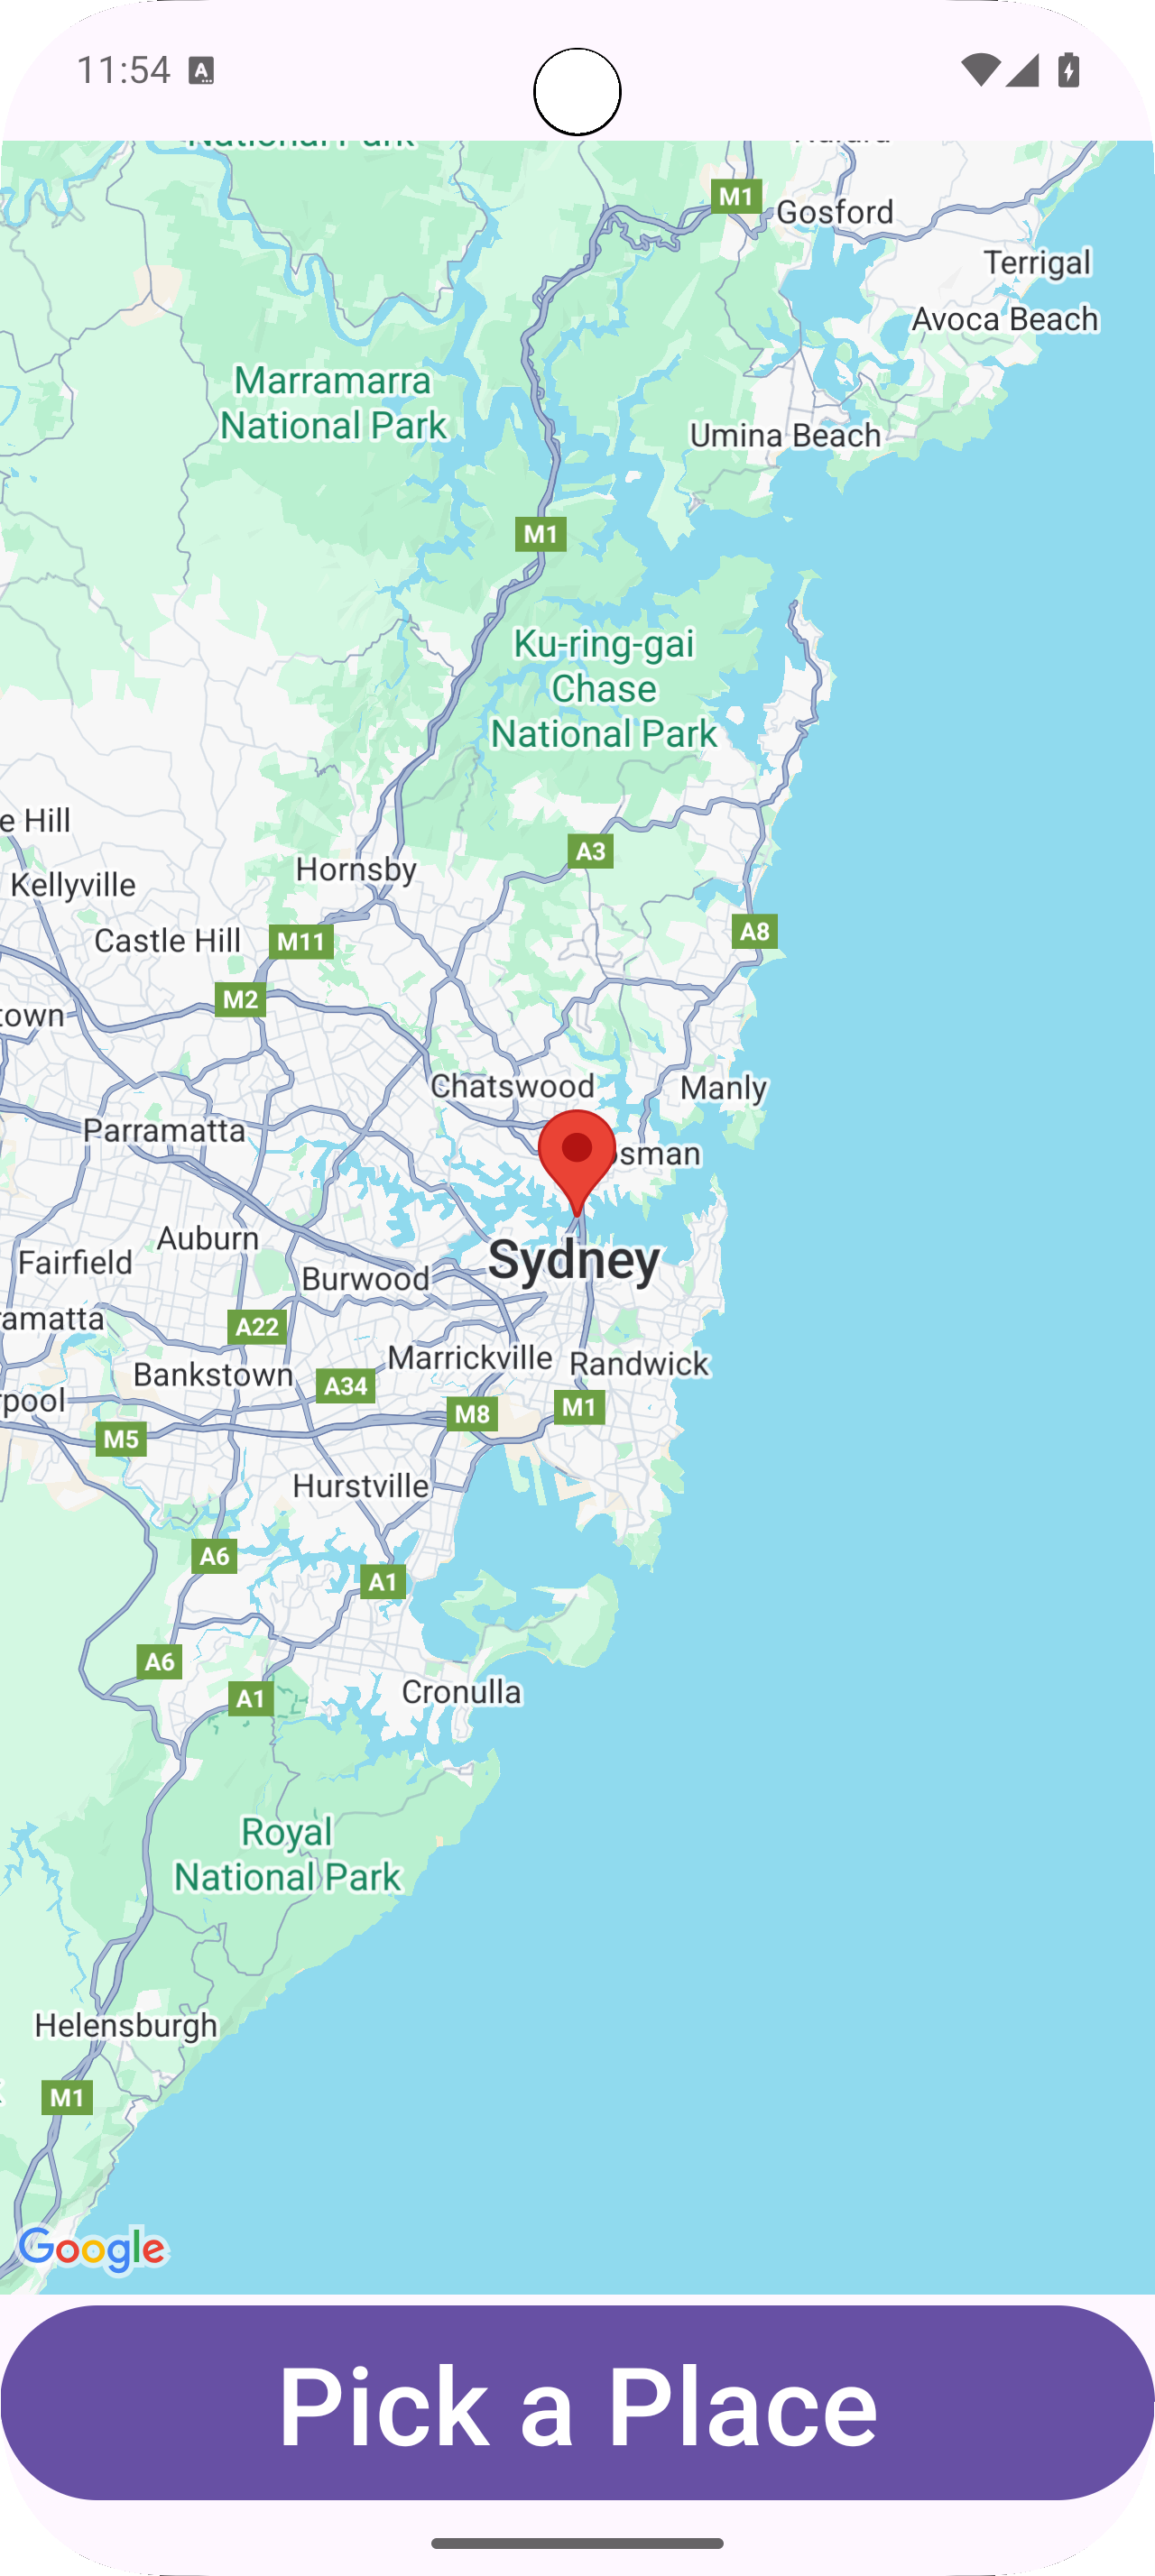 11:54
National Park
M1
Gosford
Terrigal
Avoca Beach
Marramarra
National Park
Umina Beach
M1
Ku-ring-gai
Chase
National Park
e Hill
A3
Hornsby
Kellyville
A8
Castle Hill
M11
M2
town
Chatswood
Manly
Parramatta
osman
Auburn
Sydney
Fairfield
Burwood
ramatta
A22
Marrickville
Randwick
Bankstown
A34
rpool
M8
M1
M5
Hurstville
A6
A1
A6
Cronulla
A1
Royal
National Park
Helensburgh
M1
Google
Pick a Place